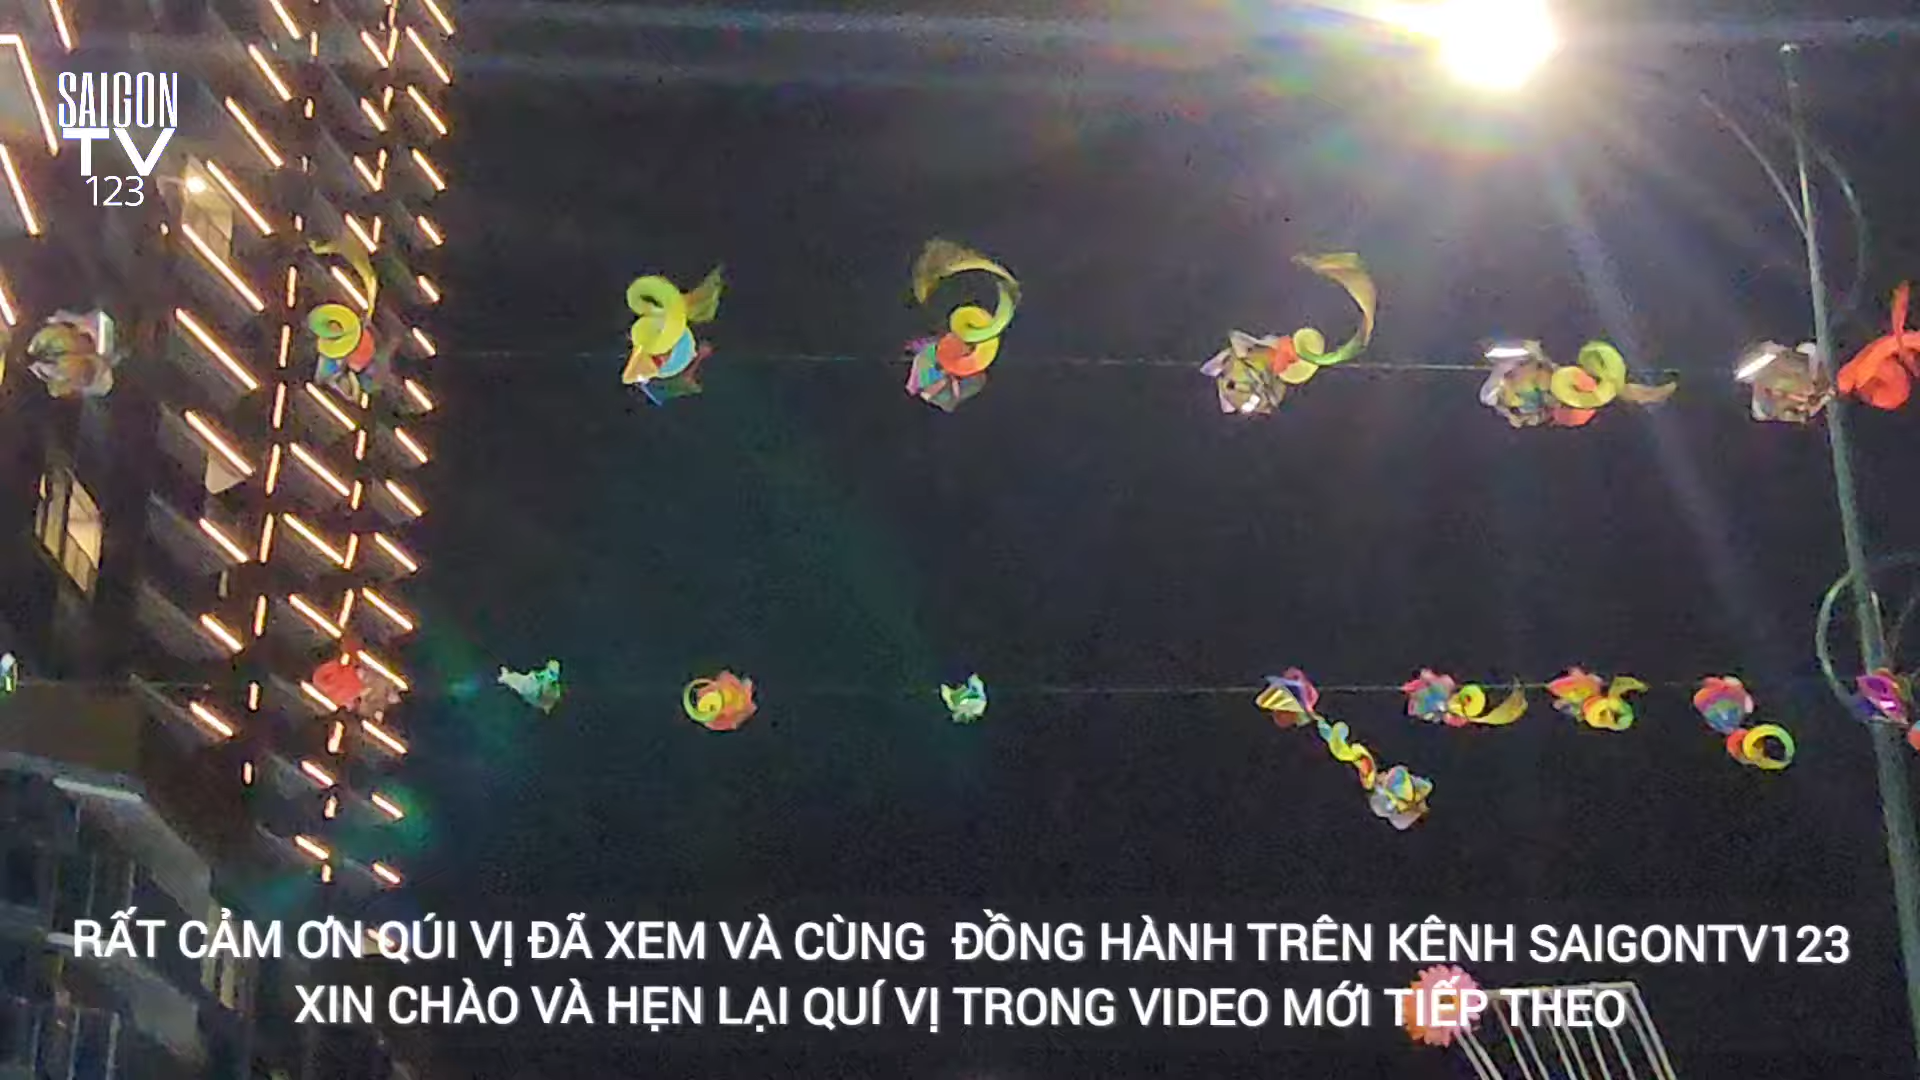 SAIGON
TV
123
RẤT CẢM ƠN QÚI VỊ ĐÃ XEM VÀ CÙNG ĐỒNG HÀNH TRÊN KÊNH SAIGONTV123
XIN CHÀO VÀ HẸN LẠI QUÍ VỊ TRONG VIDEO MỚI TIẾP THEO